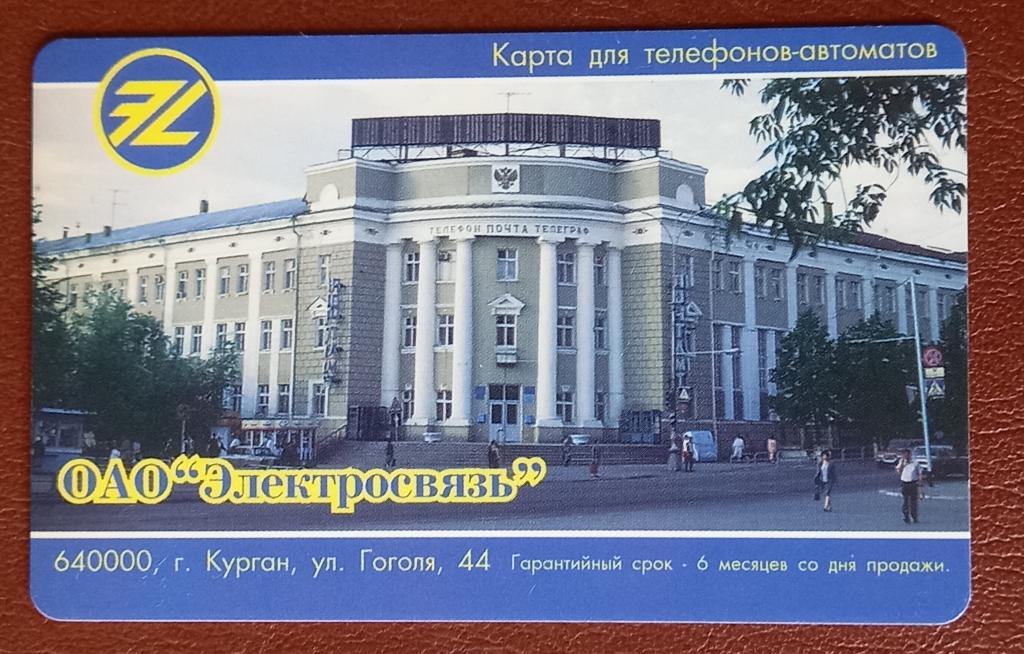 Карта для телефонов-автоматов
ТЕЛЕФОН ПОЧТА ТЕЛЕГРАФ
ОАО “Электросвязь”
640000, г. Курган, ул. Гоголя, 44 Гарантийный срок - 6 месяцев со дня продажи.